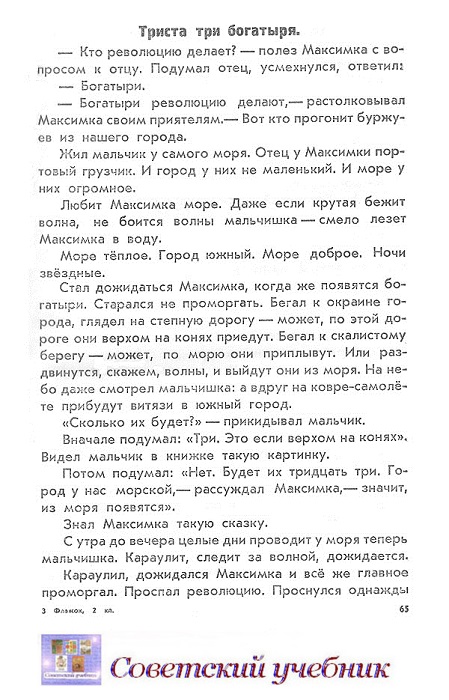 Триста три богатыря.
— Кто революцию делает? — полез Максимка с во-
просом к отцу. Подумал отец, усмехнулся, ответил:
— Богатыри.
— Богатыри революцию делают,— растолковывал
Максимка своим приятелям.— Вот кто прогонит буржу-
ев из нашего города.
Жил мальчик у самого моря. Отец у Максимки пор-
товый грузчик. И город у них не маленький. И море у
них огромное.
Любит Максимка море. Даже если крутая бежит
волна, не боится волны мальчишка — смело лезет
Максимка в воду.
Море тёплое. Город южный. Море доброе. Ночи
звёздные.
Стал дожидаться Максимка, когда же появятся бо-
гатыри. Старался не проморгать. Бегал к окраине го-
рода, глядел на степную дорогу — может, по этой до-
роге они верхом на конях приедут. Бегал к скалистому
берегу — может, по морю они приплывут. Или раз-
двинутся, скажем, волны, и выйдут они из моря. На не-
бо даже смотрел мальчишка: а вдруг на ковре-самолё-
те прибудут витязи в южный город.
«Сколько их будет?» — прикидывал мальчик.
Вначале подумал: «Три. Это если верхом на конях».
Видел мальчик в книжке такую картинку.
Потом подумал: «Нет. Будет их тридцать три. Го-
род у нас морской,— рассуждал Максимка,— значит,
из моря появятся».
Знал Максимка такую сказку.
С утра до вечера целые дни проводит у моря теперь
мальчишка. Караулит, следит за волной, дожидается.
Караулил, дожидался Максимка и всё же главное
проморгал. Проспал революцию. Проснулся однажды
3 Флажок, 2 кл. 65
Советский учебник
Советский учебник